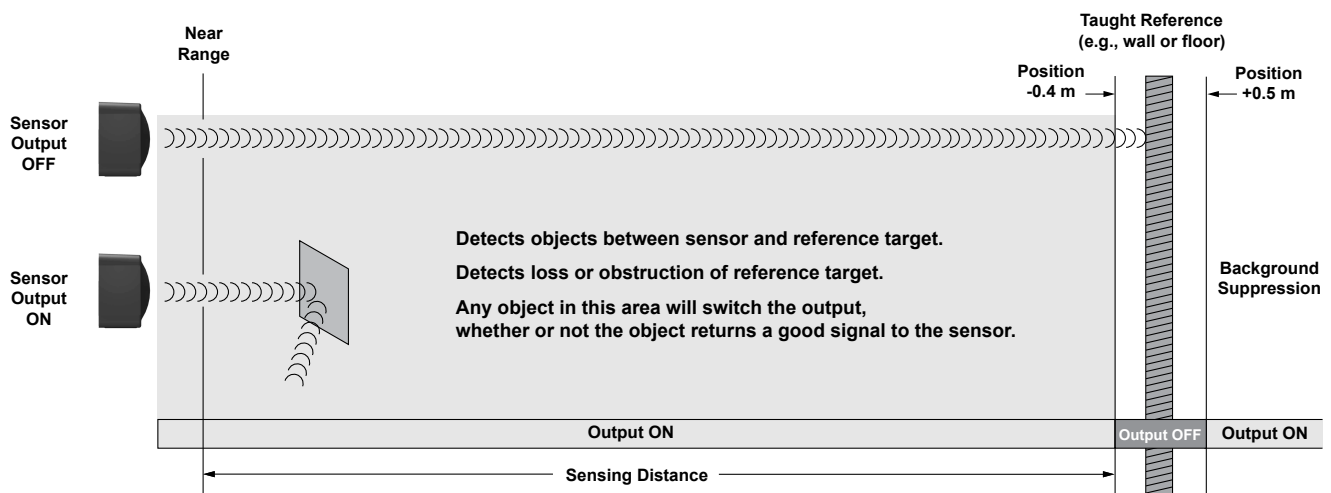 Near
Range
Taught Reference
(e.g., wall or floor)
Position
-0.4 m
Position
+0.5 m
Sensor
Output
OFF
Detects objects between sensor and reference target.
Detects loss or obstruction of reference target.
Any object in this area will switch the output,
whether or not the object returns a good signal to the sensor.
Sensor
Output
ON
Background
Suppression
Output ON
Output OFF
Output ON
Sensing Distance